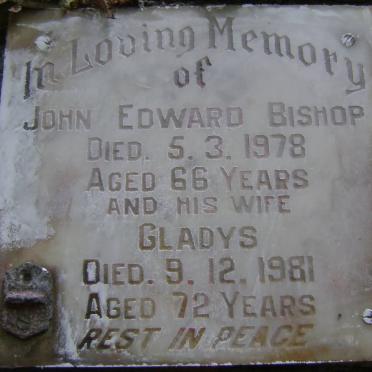 In Loving Memory
of
JOHN EDWARD BISHOP
DIED. 5. 3. 1978
AGED 66 YEARS
AND HIS WIFE
GLADYS
DIED. 9. 12. 1981
AGED 72 YEARS
REST IN PEACE